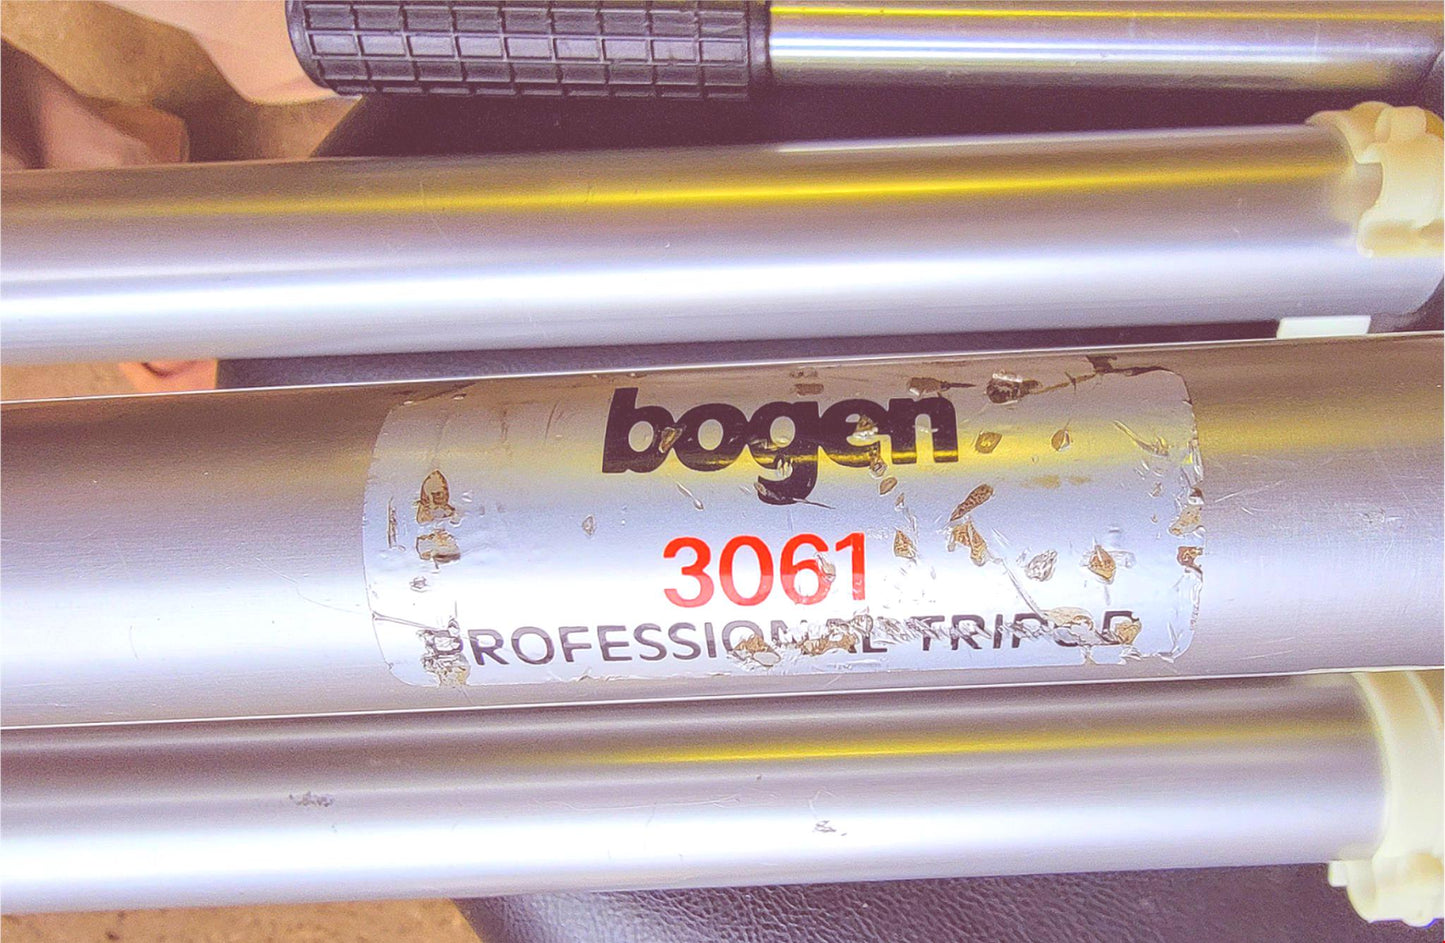 bogen
3061
PROFESSIONAL TRIPOD